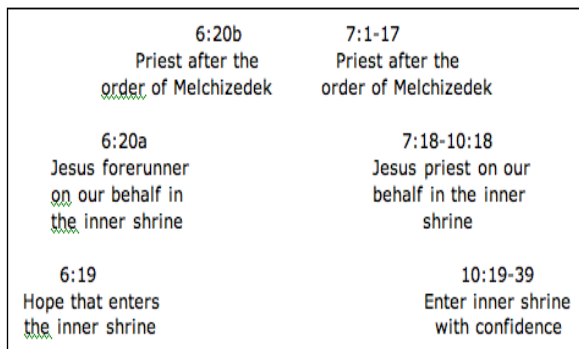 6:20b
Priest after the
order of Melchizedek
7:1-17
Priest after the
order of Melchizedek
6:20a
Jesus forerunner
on our behalf in
the inner shrine
7:18-10:18
Jesus priest on our
behalf in the inner
shrine
6:19
Hope that enters
the inner shrine
10:19-39
Enter inner shrine
with confidence